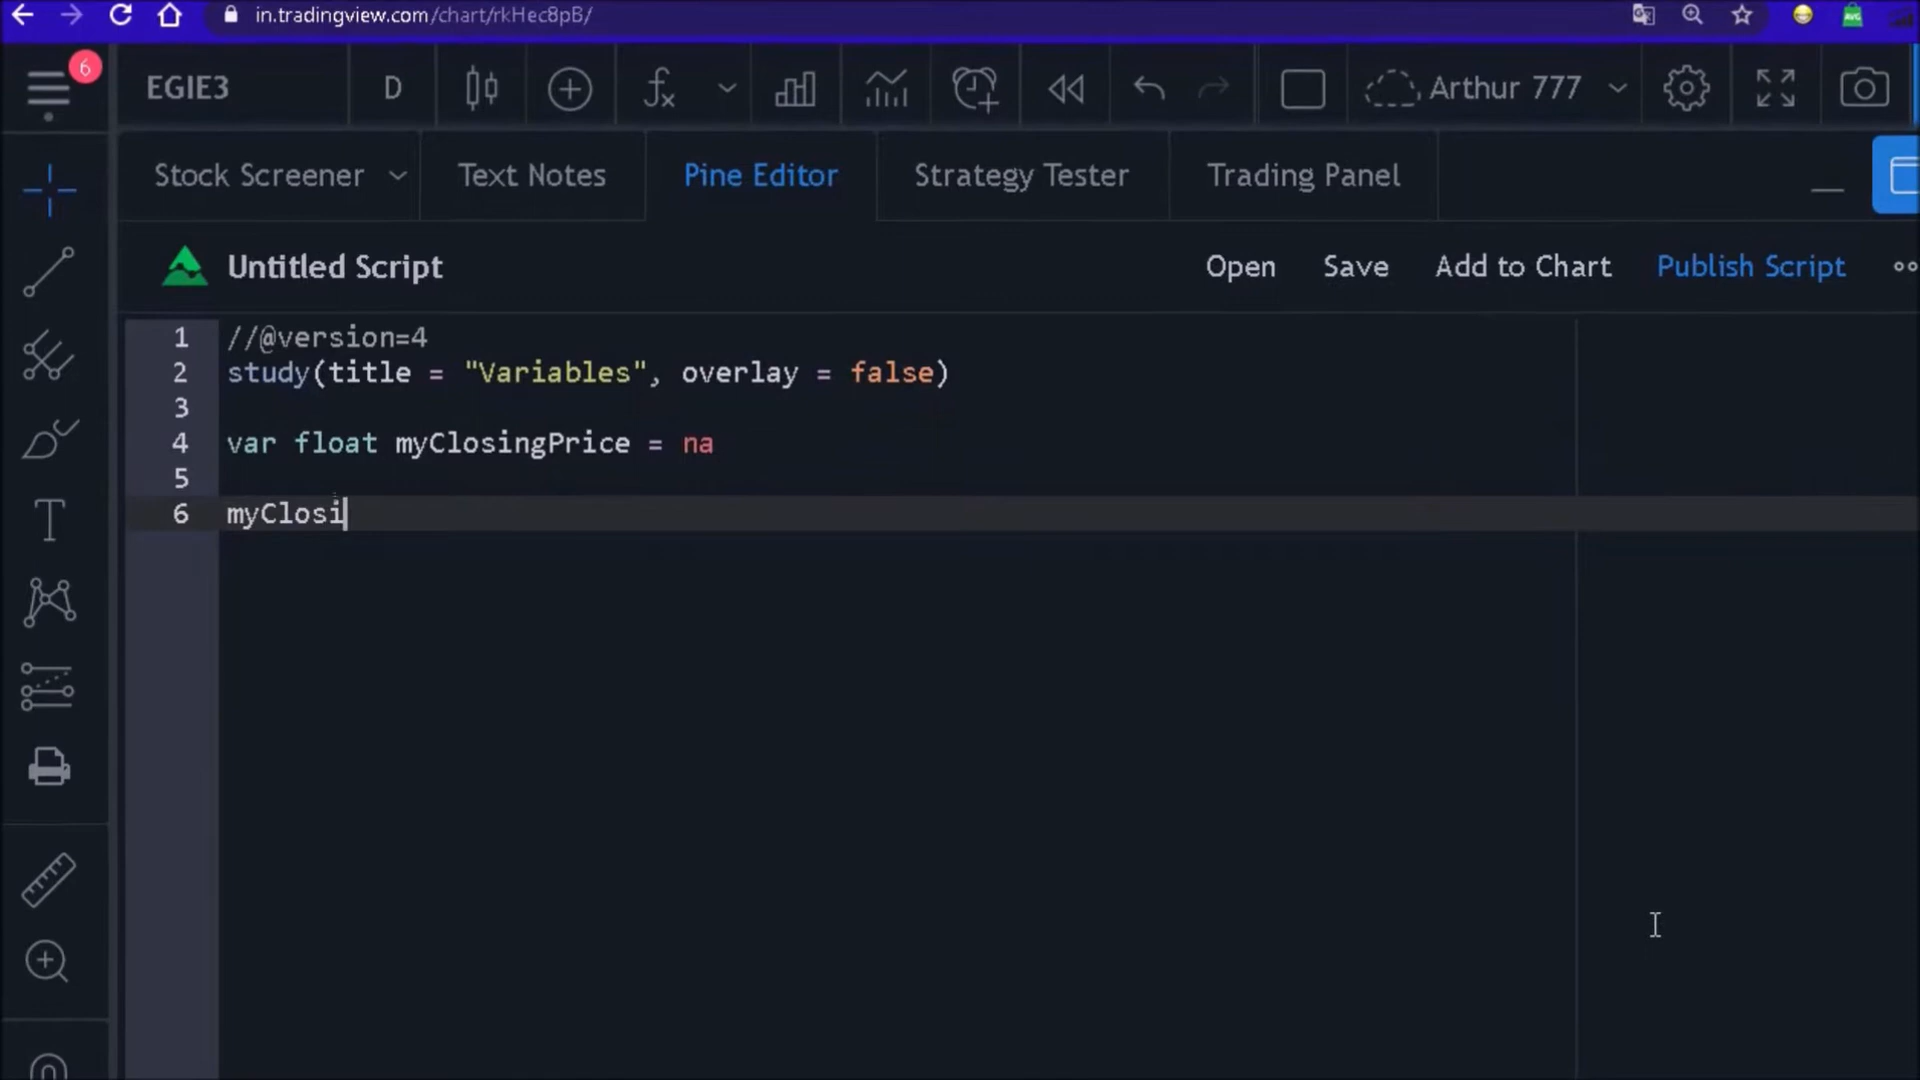 in.tradingview.com/chart/rkHec8pB/
6
EGIE3 D fx Arthur 777
Stock Screener Text Notes Pine Editor Strategy Tester Trading Panel
Untitled Script Open Save Add to Chart Publish Script
1 //@version=4
2 study(title = "Variables", overlay = false)
3
4 var float myClosingPrice = na
5
6 myClosi